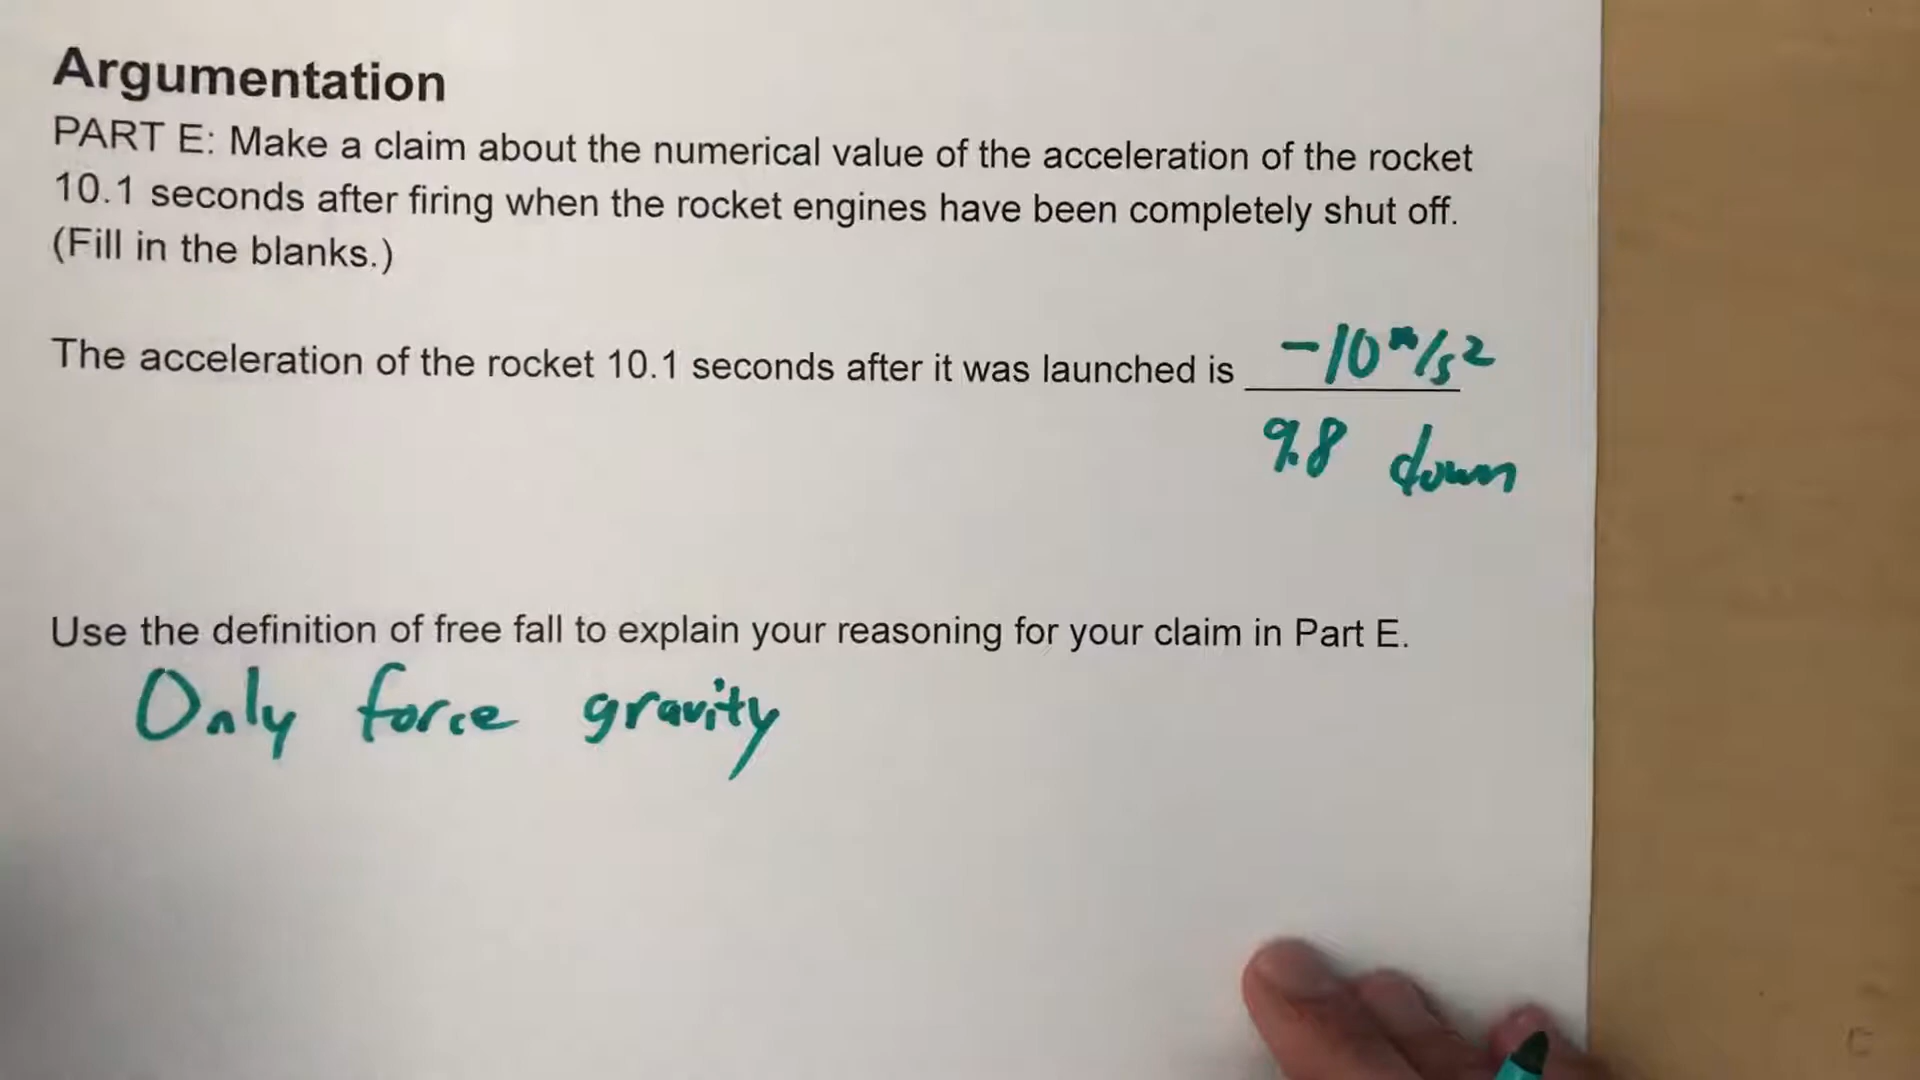 Argumentation
PART E: Make a claim about the numerical value of the acceleration of the rocket
10.1 seconds after firing when the rocket engines have been completely shut off.
(Fill in the blanks.)
The acceleration of the rocket 10.1 seconds after it was launched is -10 m/s²
9.8 down
Use the definition of free fall to explain your reasoning for your claim in Part E.
Only force gravity